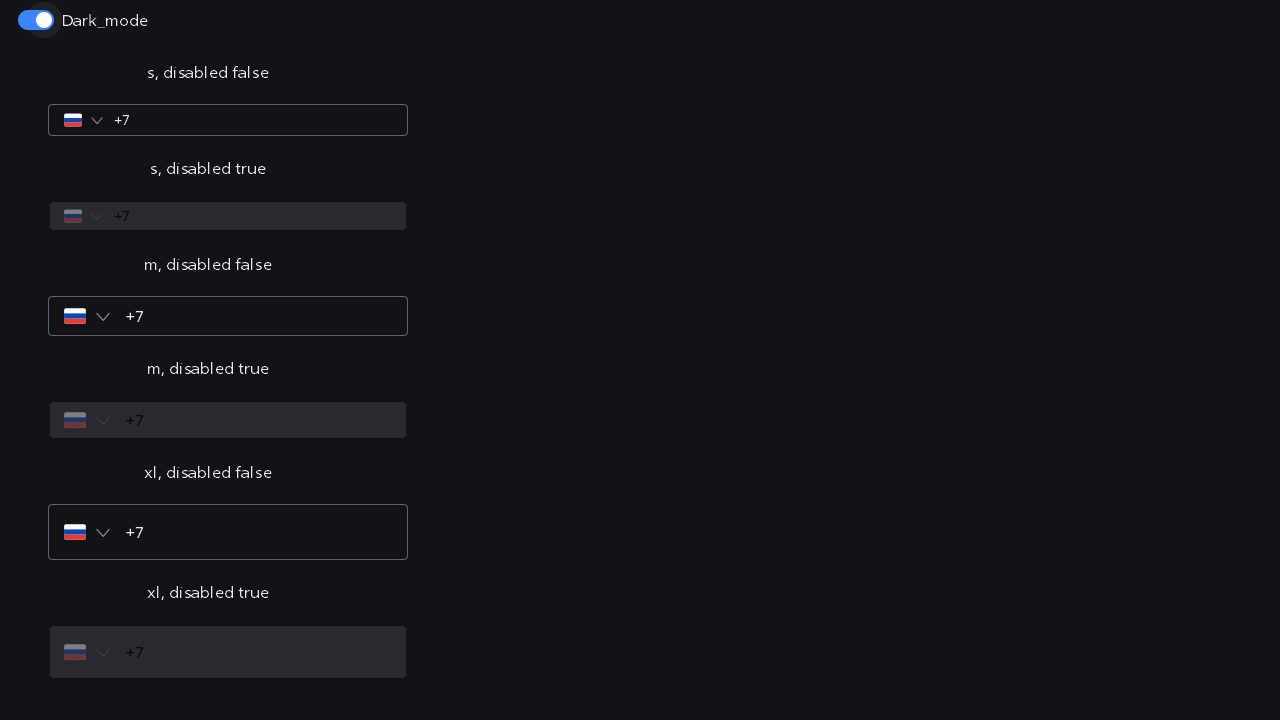 Dark_mode
s, disabled false
+7
s, disabled true
+7
m, disabled false
+7
m, disabled true
+7
xl, disabled false
+7
xl, disabled true
+7